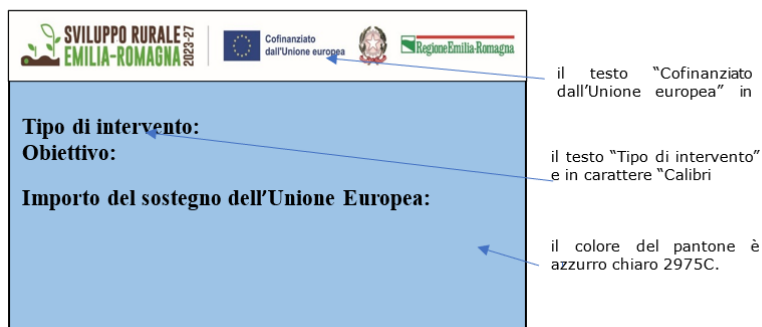 SVILUPPO RURALE
EMILIA-ROMAGNA
2023-27
Cofinanziato
dall'Unione europea
RegioneEmilia-Romagna
il testo “Cofinanziato
dall’Unione europea” in
Tipo di intervento:
Obiettivo:
Importo del sostegno dell’Unione Europea:
il testo “Tipo di intervento”
e in carattere “Calibri
il colore del pantone è
azzurro chiaro 2975C.